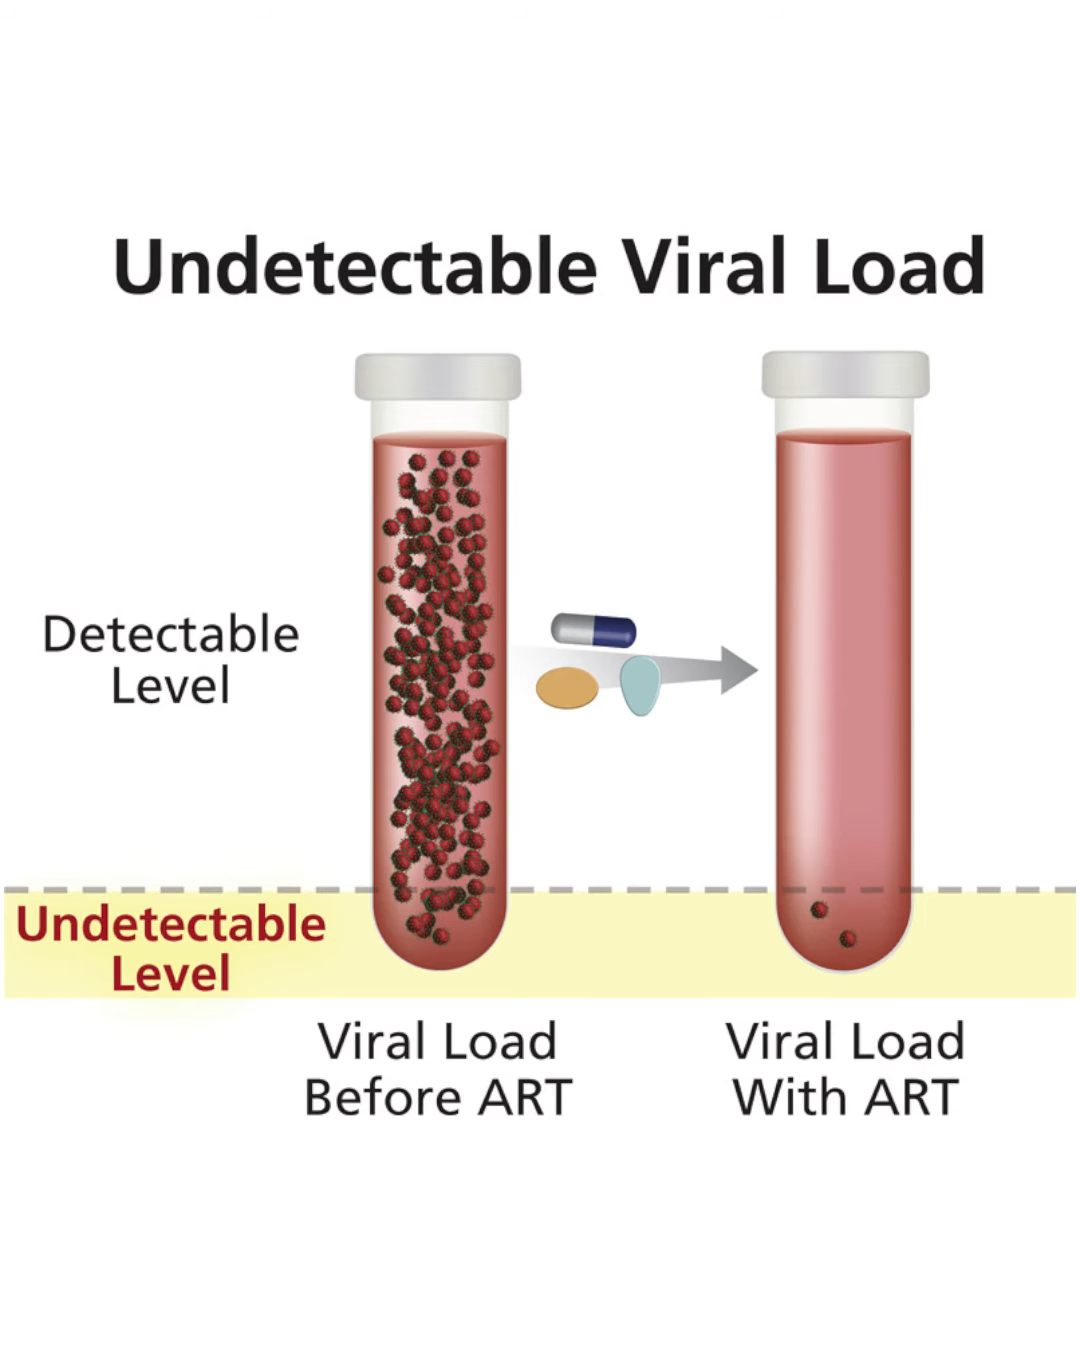 Undetectable Viral Load
Detectable
Level
Undetectable
Level
Viral Load
Before ART
Viral Load
With ART